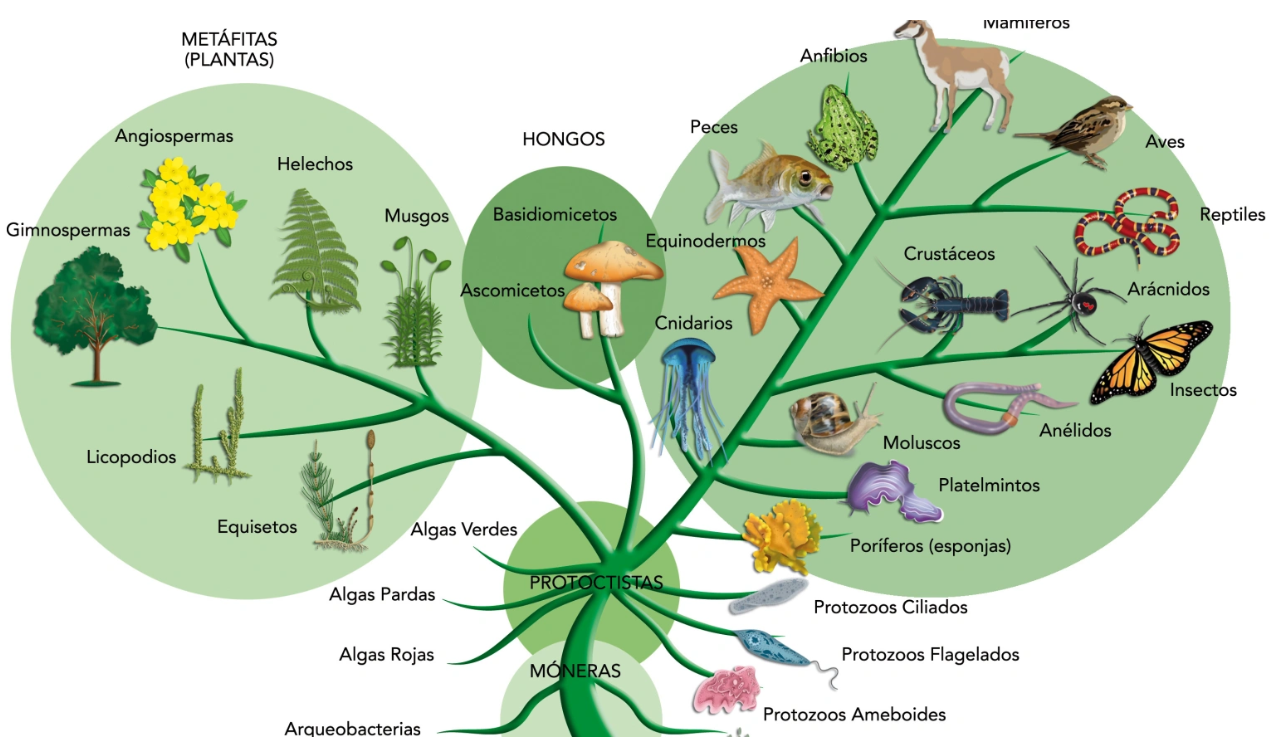 Mamíferos
METÁFITAS
(PLANTAS)
Anfibios
Peces
Angiospermas
HONGOS
Aves
Helechos
Basidiomicetos
Musgos
Reptiles
Gimnospermas
Equinodermos
Crustáceos
Ascomicetos
Arácnidos
Cnidarios
Insectos
Anélidos
Moluscos
Licopodios
Platelmintos
Equisetos
Algas Verdes
Poríferos (esponjas)
PROTOCTISTAS
Algas Pardas
Protozoos Ciliados
Algas Rojas
Protozoos Flagelados
MÓNERAS
Protozoos Ameboides
Arqueobacterias